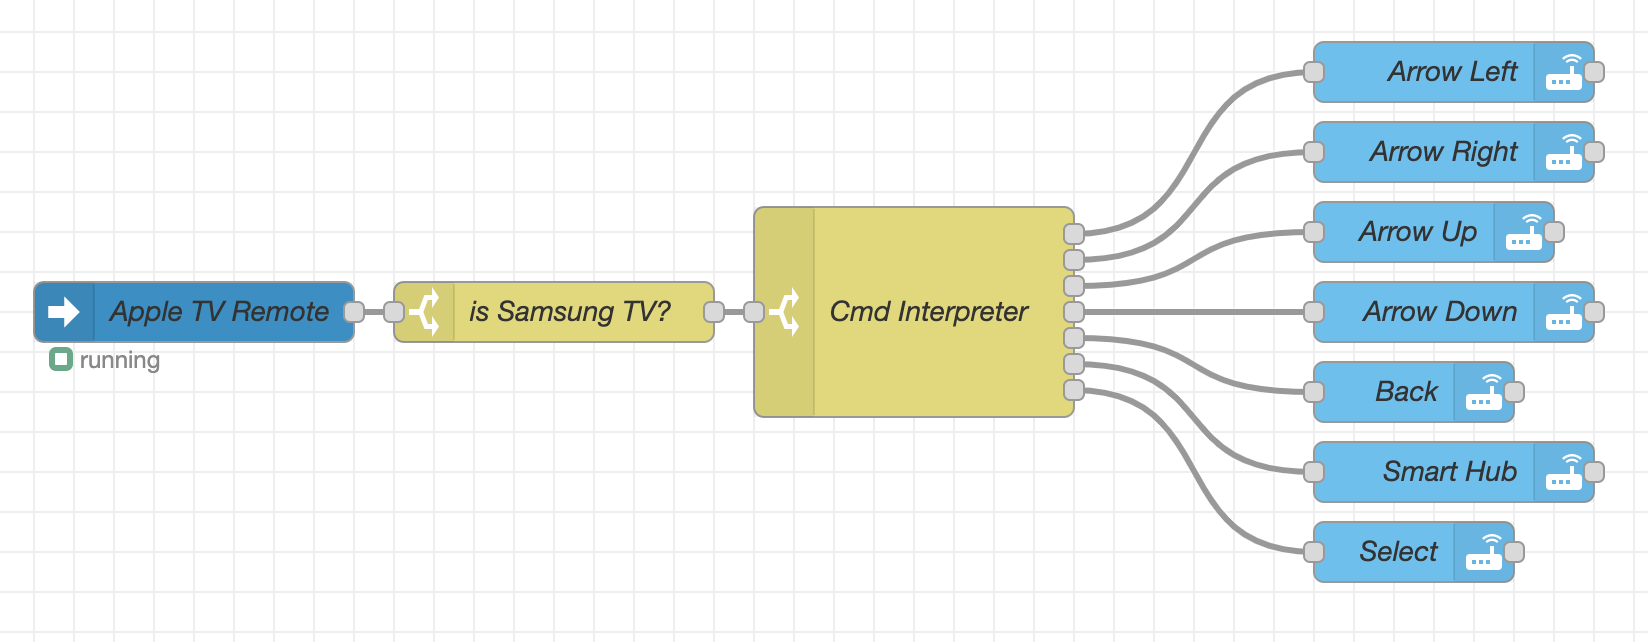 Apple TV Remote
running
is Samsung TV?
Cmd Interpreter
Arrow Left
Arrow Right
Arrow Up
Arrow Down
Back
Smart Hub
Select